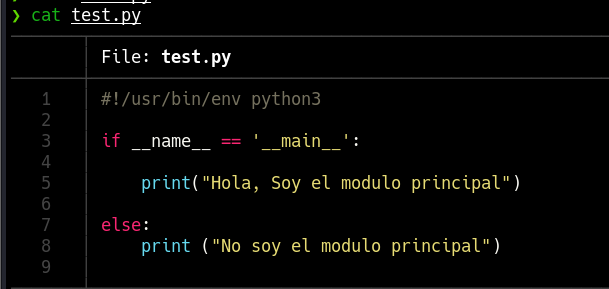 ❯ cat test.py
File: test.py
1 #!/usr/bin/env python3
2
3 if __name__ == '__main__':
4
5     print("Hola, Soy el modulo principal")
6
7 else:
8     print ("No soy el modulo principal")
9